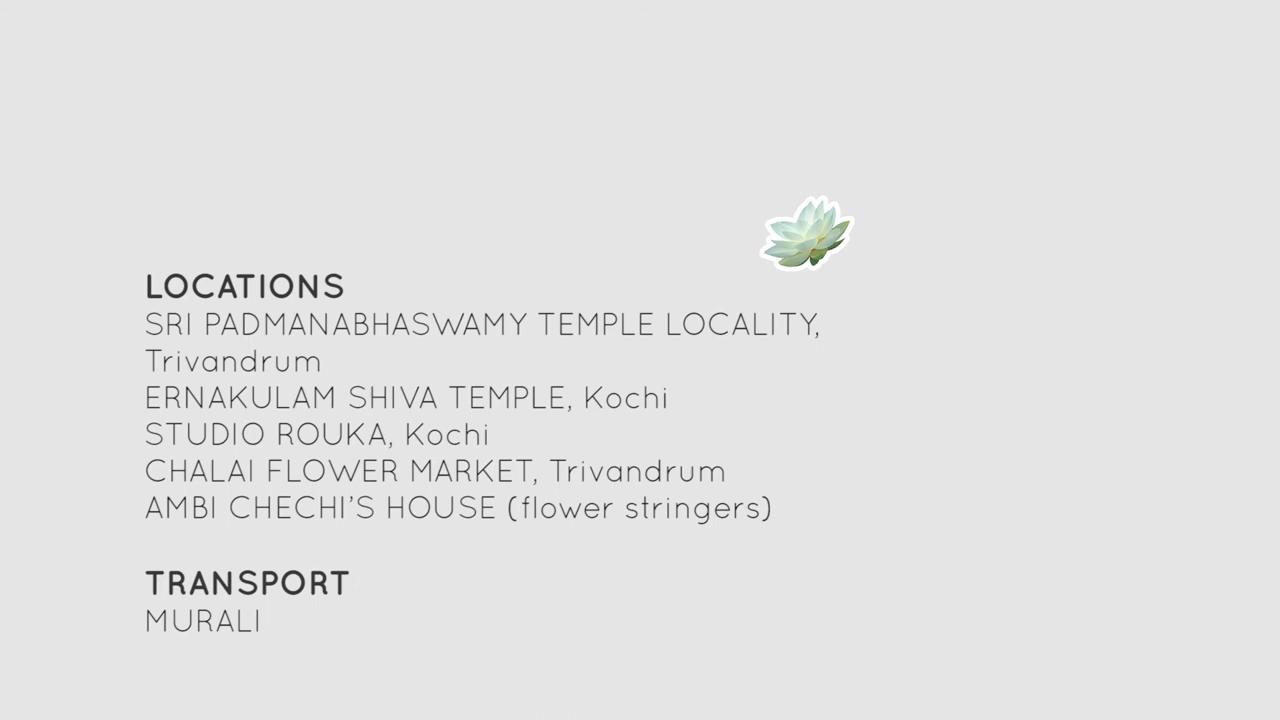 LOCATIONS
SRI PADMANABHASWAMY TEMPLE LOCALITY,
Trivandrum
ERNAKULAM SHIVA TEMPLE, Kochi
STUDIO ROUKA, Kochi
CHALAI FLOWER MARKET, Trivandrum
AMBI CHECHI'S HOUSE (flower stringers)
TRANSPORT
MURALI